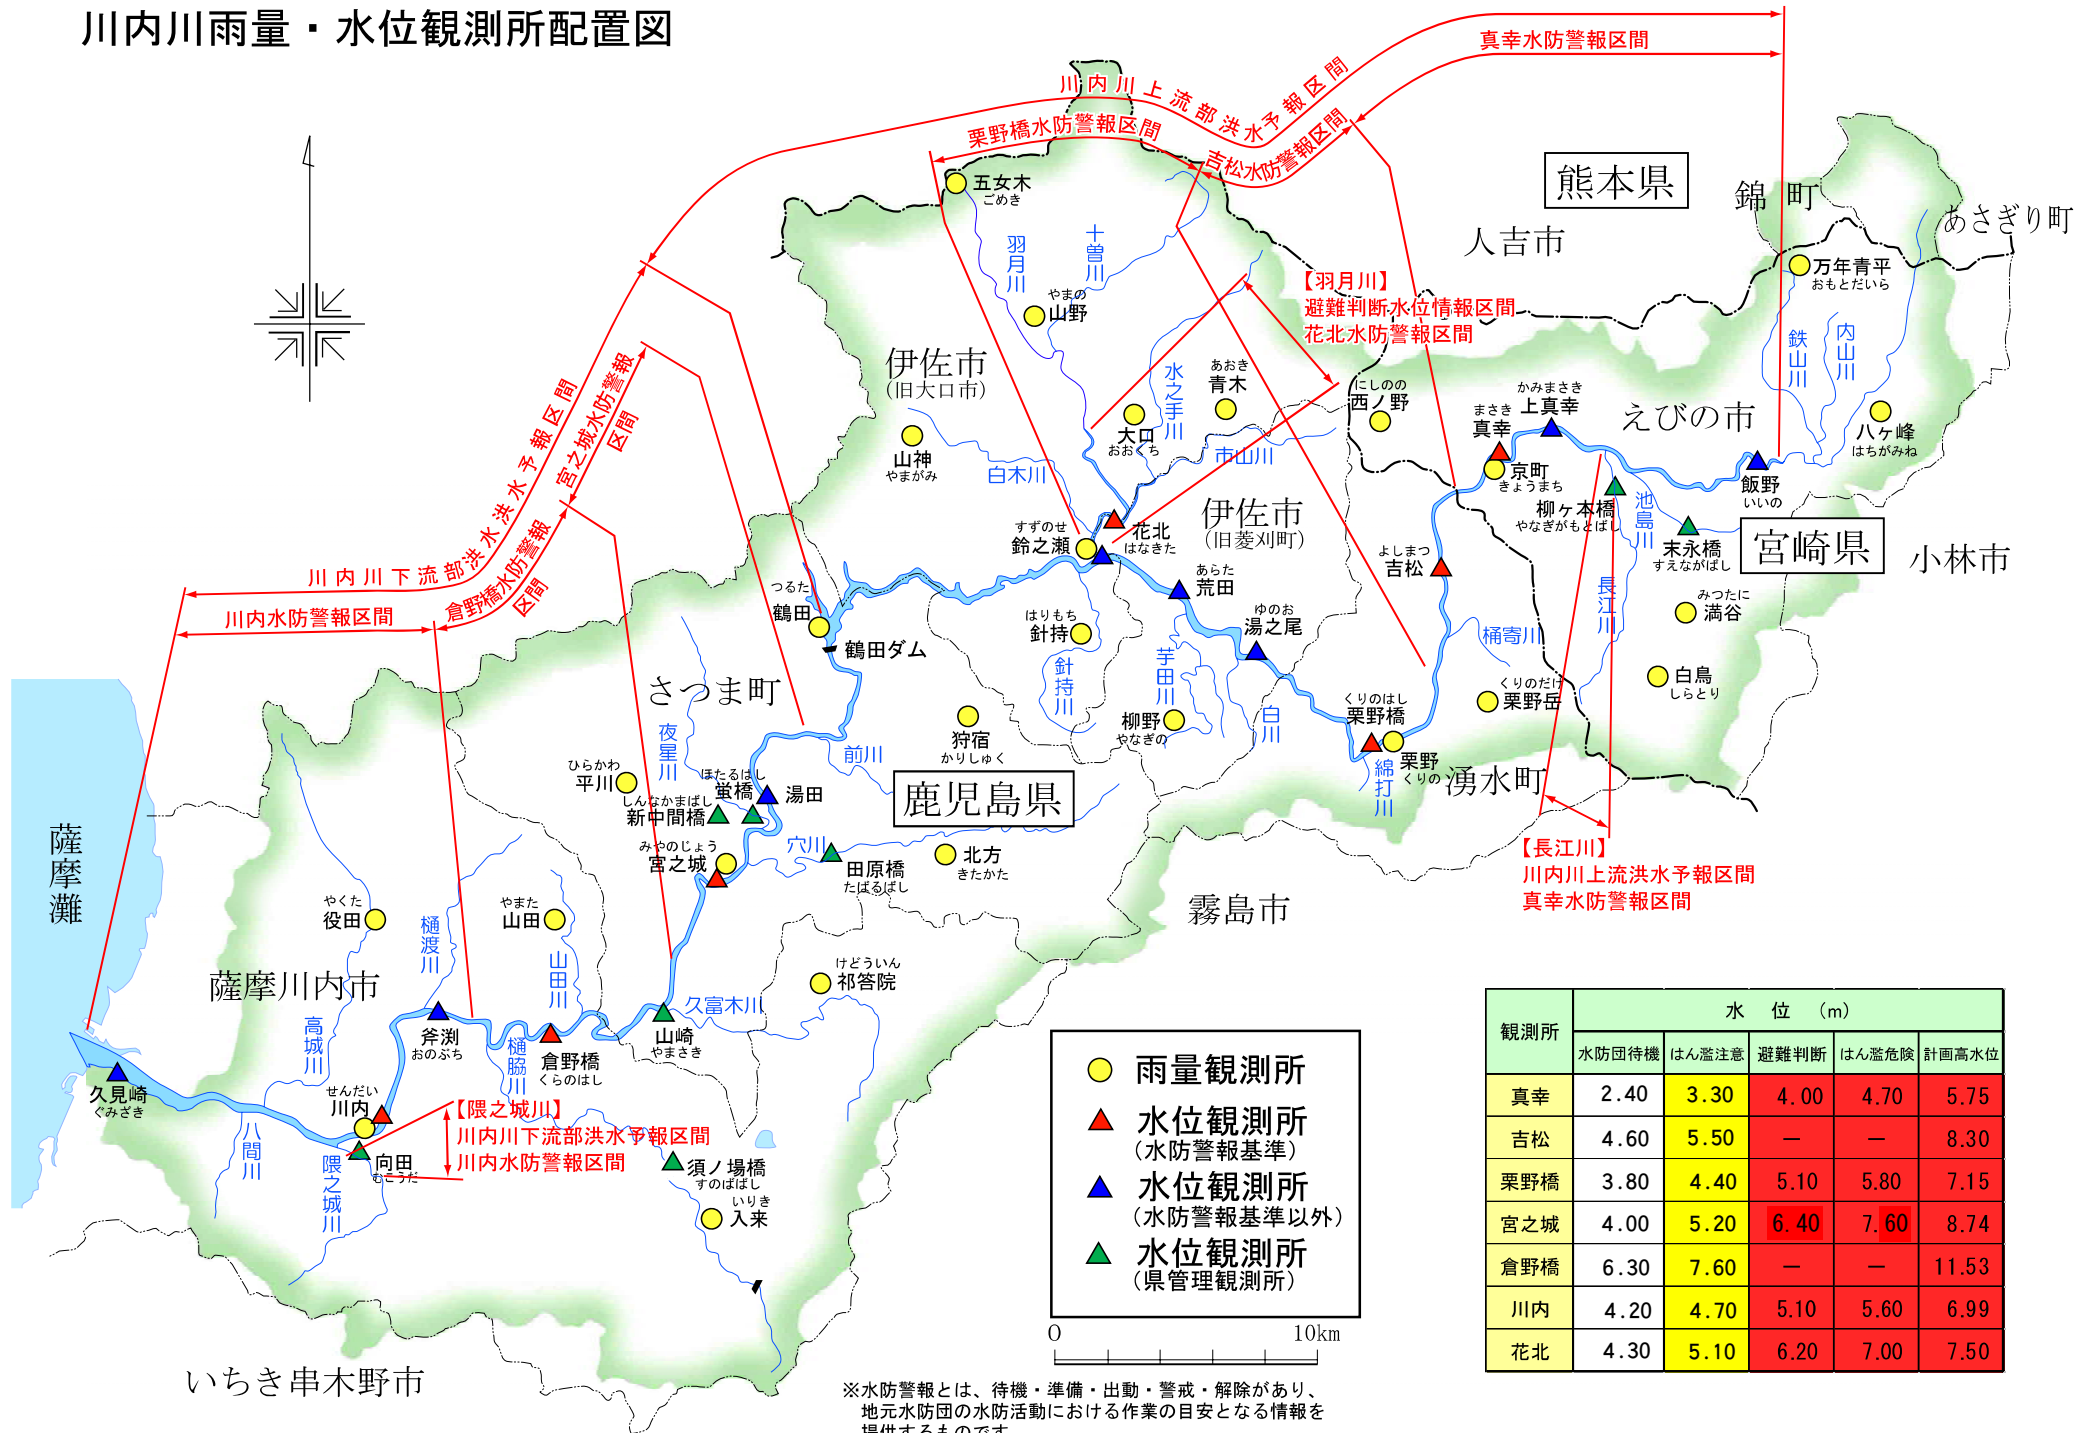 川内川雨量・水位観測所配置図
真幸水防警報区間
川内川上流部洪水予報区間
栗野橋水防警報区間
吉松水防警報区間
熊本県
錦町
あさぎり町
人吉市
五女木
ごめき
羽月川
十曽川
万年青平
おもとだいら
【羽月川】
避難判断水位情報区間
花北水防警報区間
やまの
山野
鉄山川
内山川
伊佐市
(旧大口市)
水之手川
あおき
青木
にしのの
西ノ野
かみまさき
上真幸
まさき
真幸
えびの市
八ヶ峰
はちがみね
大口
おおくち
山神
やまがみ
白木川
市山川
京町
きょうまち
飯野
いいの
柳ヶ本橋
やなぎがもとばし
池島川
末永橋
すえながばし
宮崎県
小林市
川内川下流部洪水予報区間
宮之城水防警報
区間
倉野橋水防警報
区間
川内水防警報区間
すずのせ
鈴之瀬
花北
はなきた
伊佐市
(旧菱刈町)
よしまつ
吉松
あらた
荒田
つるた
鶴田
鶴田ダム
はりもち
針持
針持川
ゆのお
湯之尾
長江川
みつたに
満谷
桶寄川
芋田川
白鳥
しらとり
くりのだけ
栗野岳
さつま町
夜星川
狩宿
かりしゅく
柳野
やなぎの
白川
くりのはし
栗野橋
栗野
くりの
湧水町
綿打川
前川
ひらかわ
平川
ほたるばし
蛍橋
湯田
しんなかまばし
新中間橋
鹿児島県
みやのじょう
宮之城
穴川
田原橋
たばるばし
北方
きたかた
【長江川】
川内川上流洪水予報区間
真幸水防警報区間
霧島市
薩摩灘
やくた
役田
樋渡川
やまた
山田
山田川
けどういん
祁答院
薩摩川内市
高城川
斧渕
おのぶち
樋脇川
倉野橋
くらのはし
山崎
やまさき
久富木川
久見崎
ぐみざき
せんだい
川内
八間川
隈之城川
向田
むこうだ
【隈之城川】
川内川下流部洪水予報区間
川内水防警報区間
須ノ場橋
すのばばし
いりき
入来
いちき串木野市
雨量観測所
水位観測所
(水防警報基準)
水位観測所
(水防警報基準以外)
水位観測所
(県管理観測所)
0 10km
※水防警報とは、待機・準備・出動・警戒・解除があり、
地元水防団の水防活動における作業の目安となる情報を
提供するものです
観測所 水位 (m)
水防団待機 はん濫注意 避難判断 はん濫危険 計画高水位
真幸 2.40 3.30 4.00 4.70 5.75
吉松 4.60 5.50 － － 8.30
栗野橋 3.80 4.40 5.10 5.80 7.15
宮之城 4.00 5.20 6.40 7.60 8.74
倉野橋 6.30 7.60 － － 11.53
川内 4.20 4.70 5.10 5.60 6.99
花北 4.30 5.10 6.20 7.00 7.50